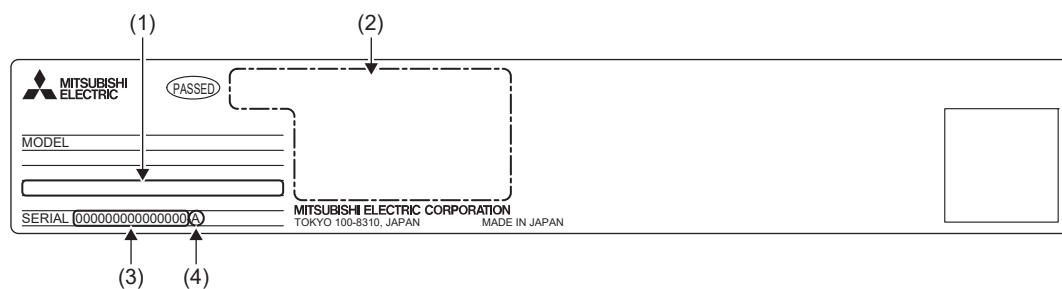 (1)
(2)
MITSUBISHI
ELECTRIC
PASSED
MODEL
SERIAL 000000000000000 A
MITSUBISHI ELECTRIC CORPORATION
TOKYO 100-8310, JAPAN MADE IN JAPAN
(3)
(4)